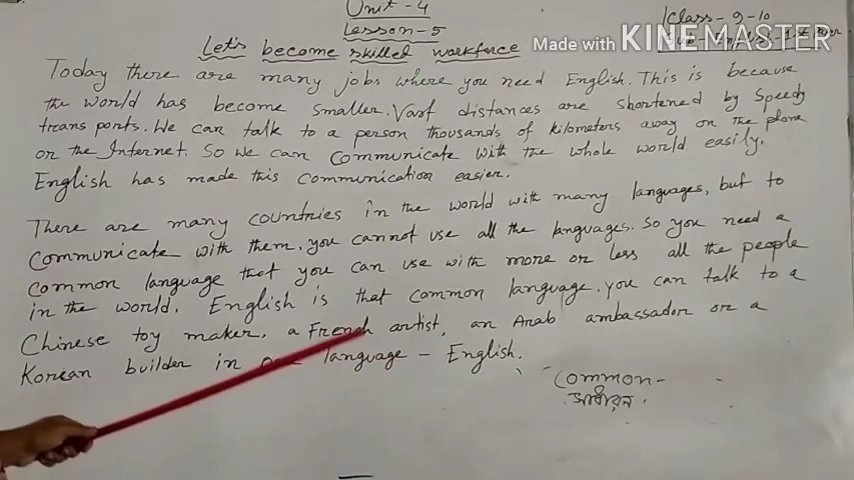 Unit-4
Lesson-5
Class-9-10
Let's become skilled workforce
Made with KINEMASTER
Today there are many jobs where you need English. This is because
the world has become smaller. Vast distances are shortened by speedy
transports. We can talk to a person thousands of kilometers away on the phone
or the Internet. So we can communicate with the whole world easily.
English has made this communication easier.
There are many countries in the world with many languages, but to
communicate with them, you cannot use all the languages. So you need a
common language that you can use with more or less all the people
in the world. English is that common language. you can talk to a
Chinese toy maker, a French artist, an Arab ambassador or a
Korean builder in language - English.
Common-
সাধারন.